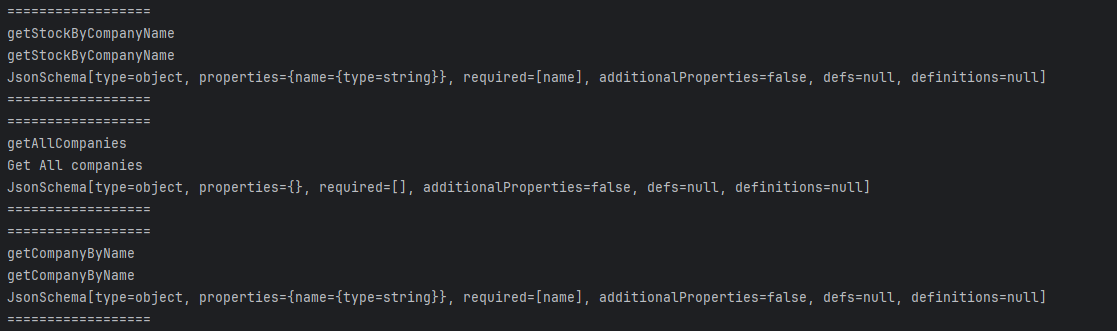 ===================
getStockByCompanyName
getStockByCompanyName
JsonSchema[type=object, properties={name={type=string}}, required=[name], additionalProperties=false, defs=null, definitions=null]
===================
===================
getAllCompanies
Get All companies
JsonSchema[type=object, properties={}, required=[], additionalProperties=false, defs=null, definitions=null]
===================
===================
getCompanyByName
getCompanyByName
JsonSchema[type=object, properties={name={type=string}}, required=[name], additionalProperties=false, defs=null, definitions=null]
===================